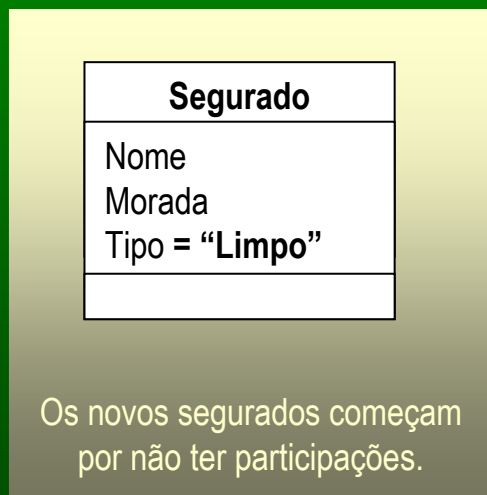 Segurado
Nome
Morada
Tipo = “Limpo”
Os novos segurados começam
por não ter participações.